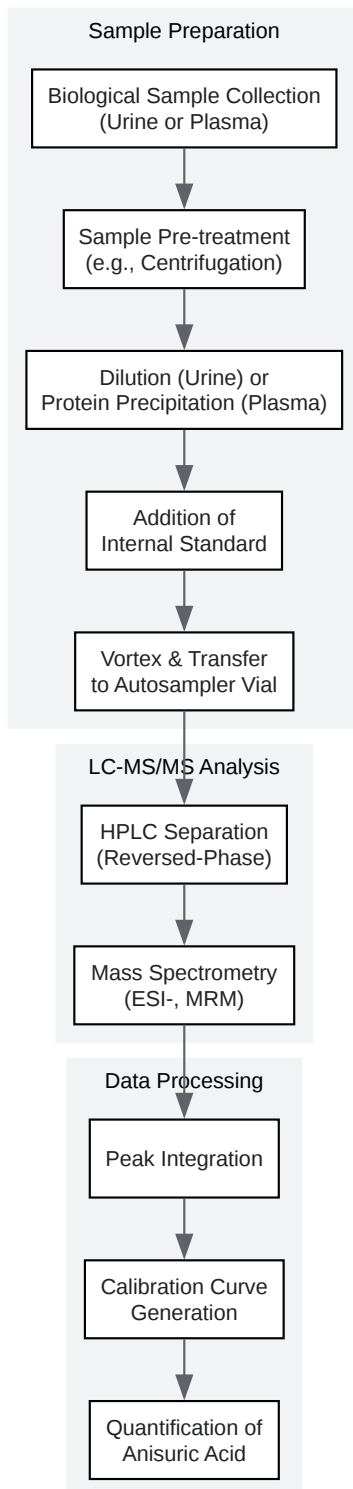 Sample Preparation
Biological Sample Collection
(Urine or Plasma)
Sample Pre-treatment
(e.g., Centrifugation)
Dilution (Urine) or
Protein Precipitation (Plasma)
Addition of
Internal Standard
Vortex & Transfer
to Autosampler Vial
LC-MS/MS Analysis
HPLC Separation
(Reversed-Phase)
Mass Spectrometry
(ESI-, MRM)
Data Processing
Peak Integration
Calibration Curve
Generation
Quantification of
Anisuric Acid